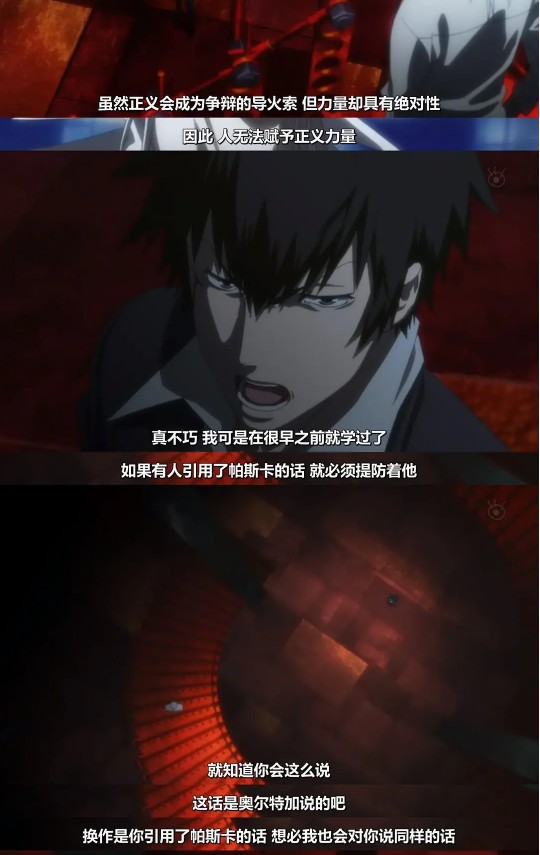 虽然正义会成为争辩的导火索 但力量却具有绝对性
因此 人无法赋予正义力量
真不巧 我可是在很早之前就学过了
如果有人引用了帕斯卡的话 就必须提防着他
就知道你会这么说
这话是奥尔特加说的吧
换作是你引用了帕斯卡的话 想必我也会对你说同样的话